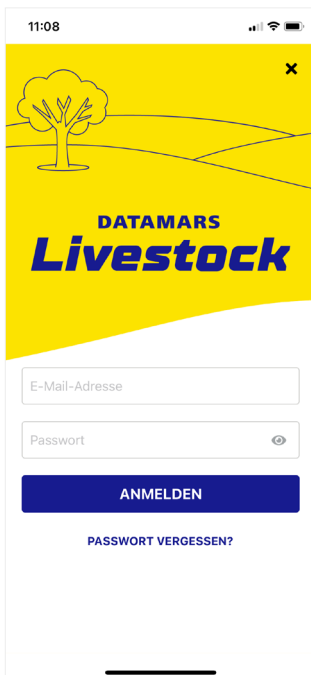 11:08
DATAMARS
Livestock
E-Mail-Adresse
Passwort
ANMELDEN
PASSWORT VERGESSEN?